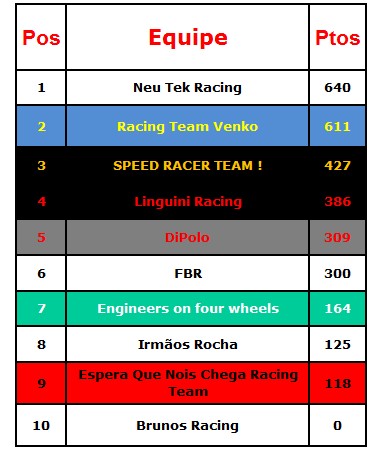 Pos Equipe Ptos
1 Neu Tek Racing 640
2 Racing Team Venko 611
3 SPEED RACER TEAM ! 427
4 Linguini Racing 386
5 DiPolo 309
6 FBR 300
7 Engineers on four wheels 164
8 Irmãos Rocha 125
9 Espera Que Nois Chega Racing 118
Team
10 Brunos Racing 0